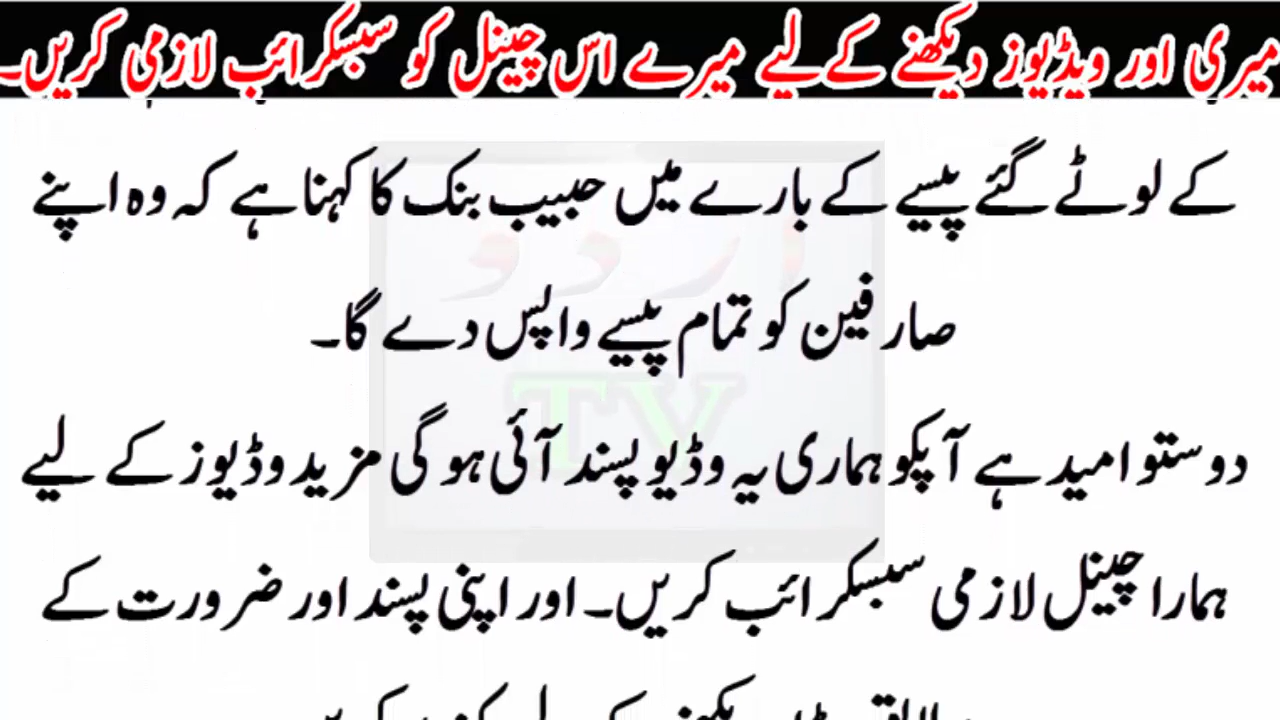 میری اور ویڈیوز دیکھنے کے لیے میرے اس چینل کو سبسکرائب لازمی کریں۔
کے لوٹے گئے پیسے کے بارے میں حبیب بنک کا کہنا ہے کہ وہ اپنے
صارفین کو تمام پیسے واپس دے گا۔
اردو
TV
دوستو امید ہے آپکو ہماری یہ وڈیو پسند آئی ہو گی مزید وڈیوز کے لیے
ہمارا چینل لازمی سبسکرائب کریں۔ اور اپنی پسند اور ضرورت کے